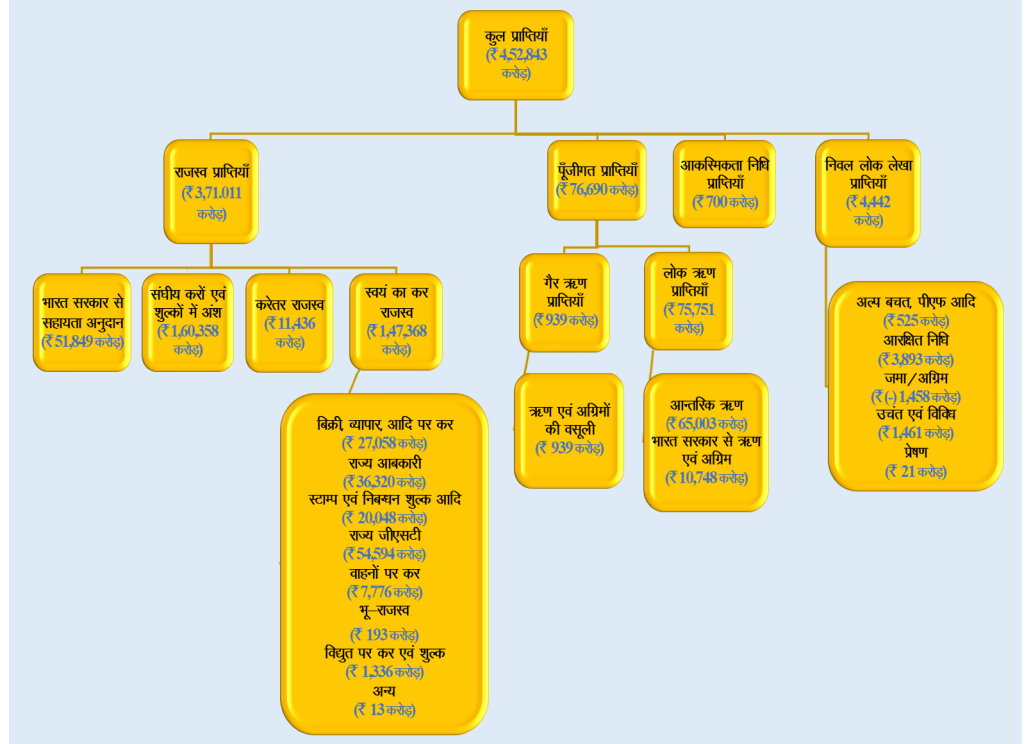 कुल प्राप्तियाँ
(₹ 4,52,843
करोड़)
राजस्व प्राप्तियाँ
(₹ 3,71.011
करोड़)
पूँजीगत प्राप्तियाँ
(₹ 76,690 करोड़)
आकस्मिकता निधि
प्राप्तियाँ
(₹ 700 करोड़)
निवल लोक लेखा
प्राप्तियाँ
(₹ 4,442
करोड़)
भारत सरकार से
सहायता अनुदान
(₹ 51,849 करोड़)
संघीय करों एवं
शुल्कों में अंश
(₹ 1,60,358
करोड़)
करेतर राजस्व
(₹ 11,436
करोड़)
स्वयं का कर
राजस्व
(₹ 1,47,368
करोड़)
गैर ऋण
प्राप्तियाँ
(₹ 939 करोड़)
लोक ऋण
प्राप्तियाँ
(₹ 75,751
करोड़)
बिक्री, व्यापार, आदि पर कर
(₹ 27,058 करोड़)
राज्य आबकारी
(₹ 36,320 करोड़)
स्टाम्प एवं निबन्धन शुल्क आदि
(₹ 20,048 करोड़)
राज्य जीएसटी
(₹ 54,594 करोड़)
वाहनों पर कर
(₹ 7,776 करोड़)
भू–राजस्व
(₹ 193 करोड़)
विद्युत पर कर एवं शुल्क
(₹ 1,336 करोड़)
अन्य
(₹ 13 करोड़)
ऋण एवं अग्रिमों
की वसूली
(₹ 939 करोड़)
आन्तरिक ऋण
(₹ 65,003 करोड़)
भारत सरकार से ऋण
एवं अग्रिम
(₹ 10,748 करोड़)
अल्प बचत, पीएफ आदि
(₹ 525 करोड़)
आरक्षित निधि
(₹ 3,893 करोड़)
जमा/अग्रिम
(₹ (-) 1,458 करोड़)
उचंत एवं विविध
(₹ 1,461 करोड़)
प्रेषण
(₹ 21 करोड़)